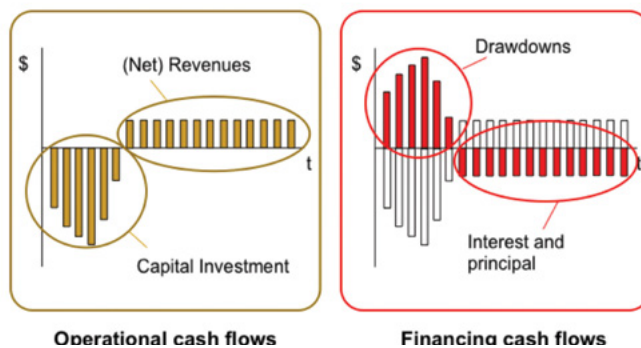 $
(Net) Revenues
t
Capital Investment
Operational cash flows
$
Drawdowns
t
Interest and
principal
Financing cash flows